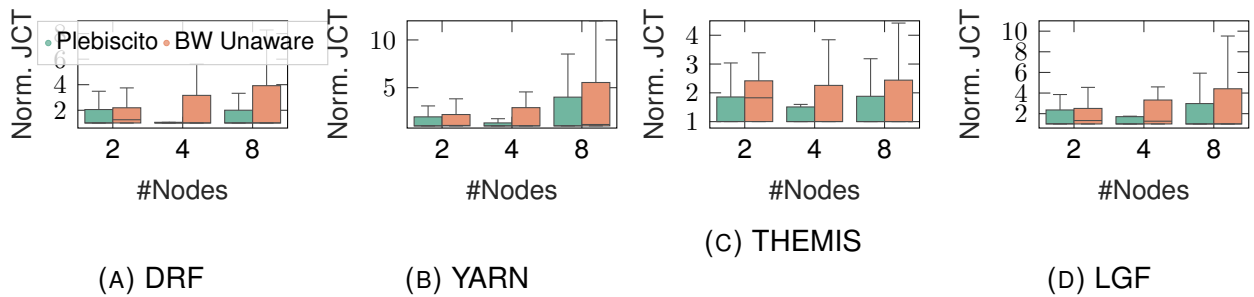 Norm. JCT
8
6
4
2
Plebiscito BW Unaware
2 4 8
#Nodes
(A) DRF
Norm. JCT
10
5
2 4 8
#Nodes
(B) YARN
Norm. JCT
4
3
2
1
2 4 8
#Nodes
(C) THEMIS
Norm. JCT
10
8
6
4
2
2 4 8
#Nodes
(D) LGF